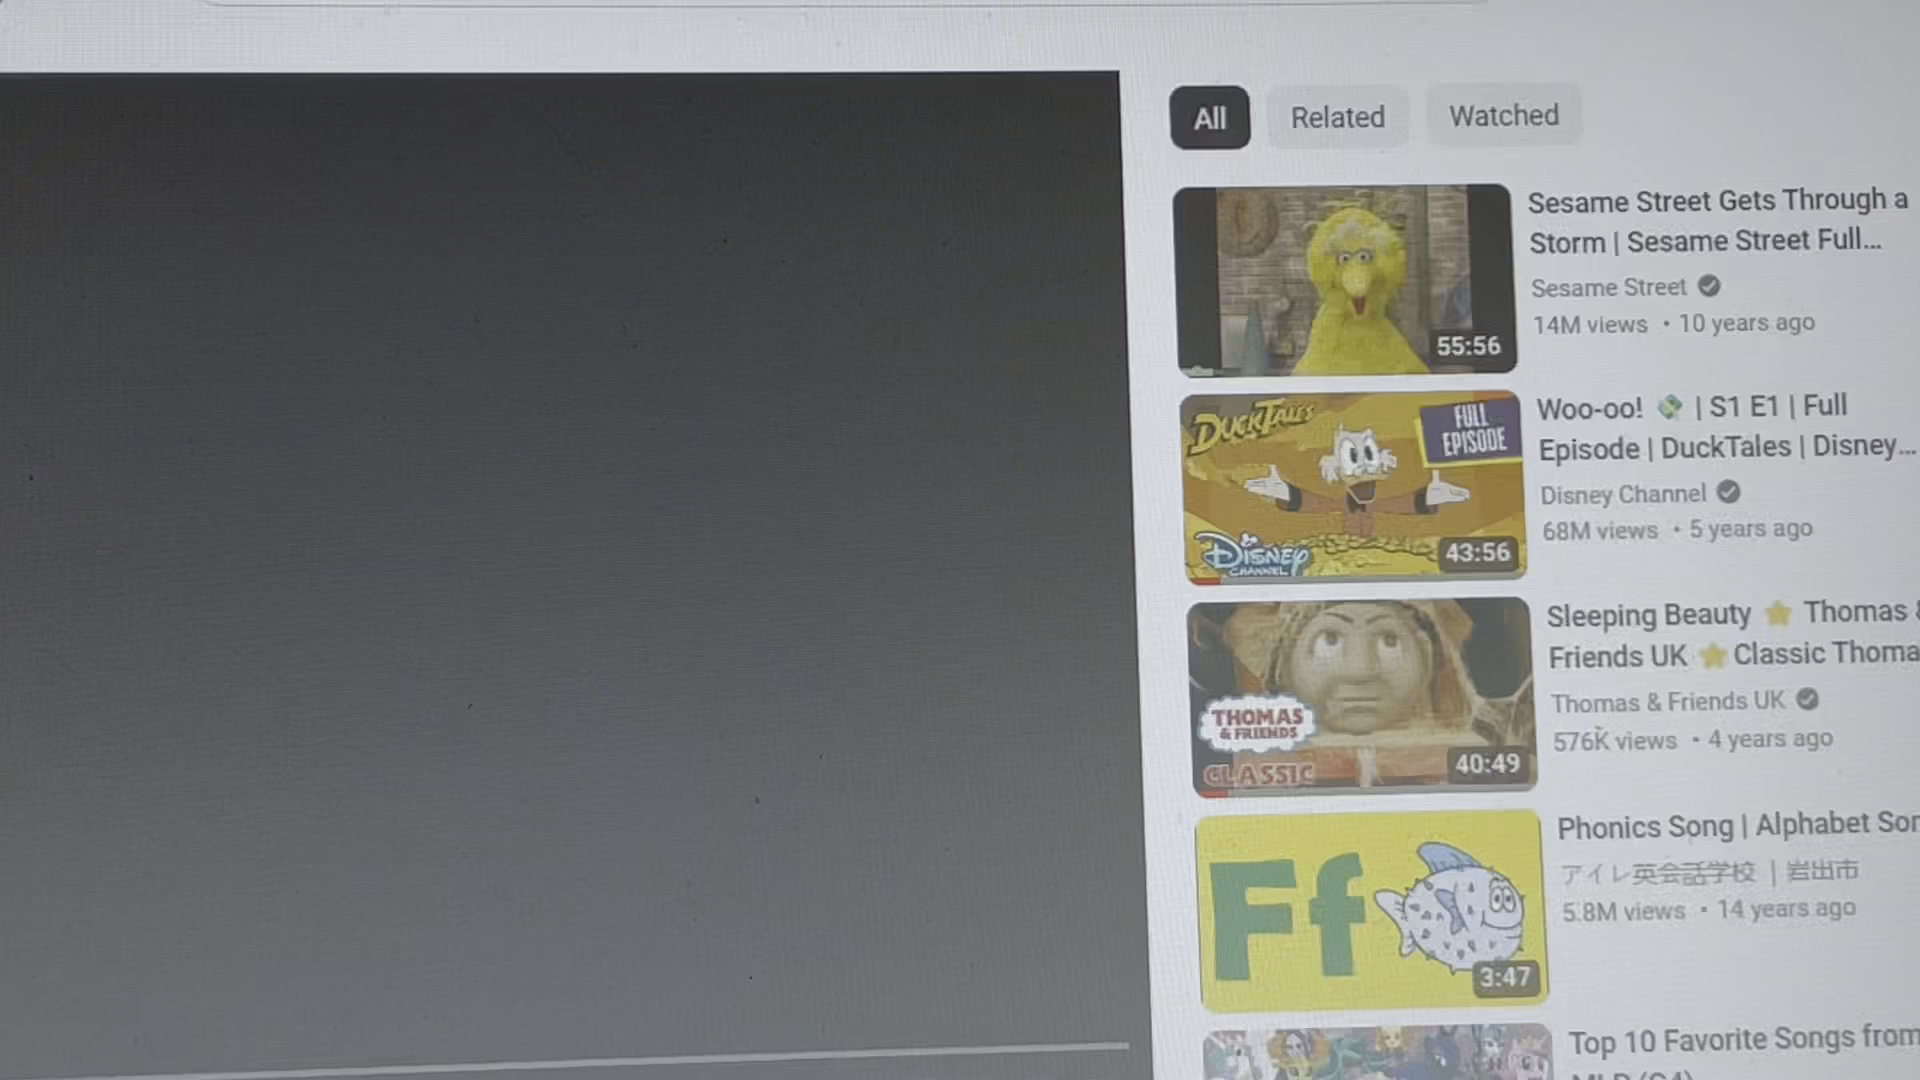 All
Related
Watched
55:56
Sesame Street Gets Through a
Storm | Sesame Street Full...
Sesame Street
14M views • 10 years ago
DUCKTALES
FULL
EPISODE
DISNEY
CHANNEL
43:56
Woo-oo! 💸 | S1 E1 | Full
Episode | DuckTales | Disney...
Disney Channel
68M views • 5 years ago
THOMAS
& FRIENDS
CLASSIC
40:49
Sleeping Beauty ⭐ Thomas &
Friends UK ⭐ Classic Thoma
Thomas & Friends UK
576K views • 4 years ago
Ff
3:47
Phonics Song | Alphabet Son
アイレ英会話学校 | 岩出市
5.8M views • 14 years ago
Top 10 Favorite Songs from